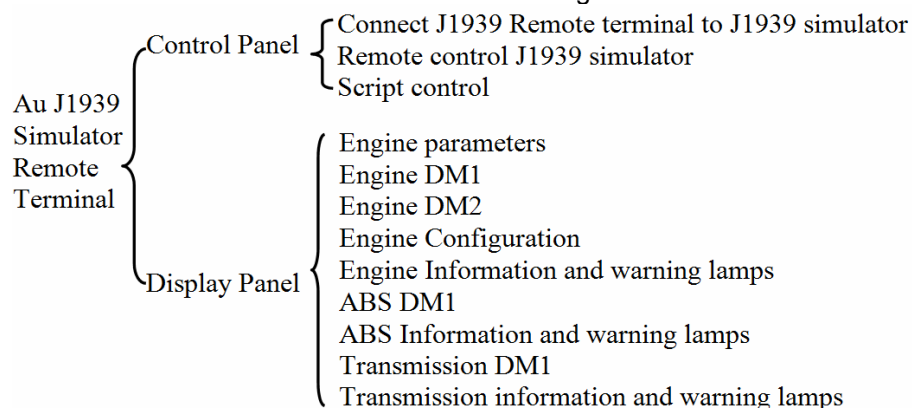 Control Panel
Connect J1939 Remote terminal to J1939 simulator
Remote control J1939 simulator
Script control
Au J1939
Simulator
Remote
Terminal
Display Panel
Engine parameters
Engine DM1
Engine DM2
Engine Configuration
Engine Information and warning lamps
ABS DM1
ABS Information and warning lamps
Transmission DM1
Transmission information and warning lamps